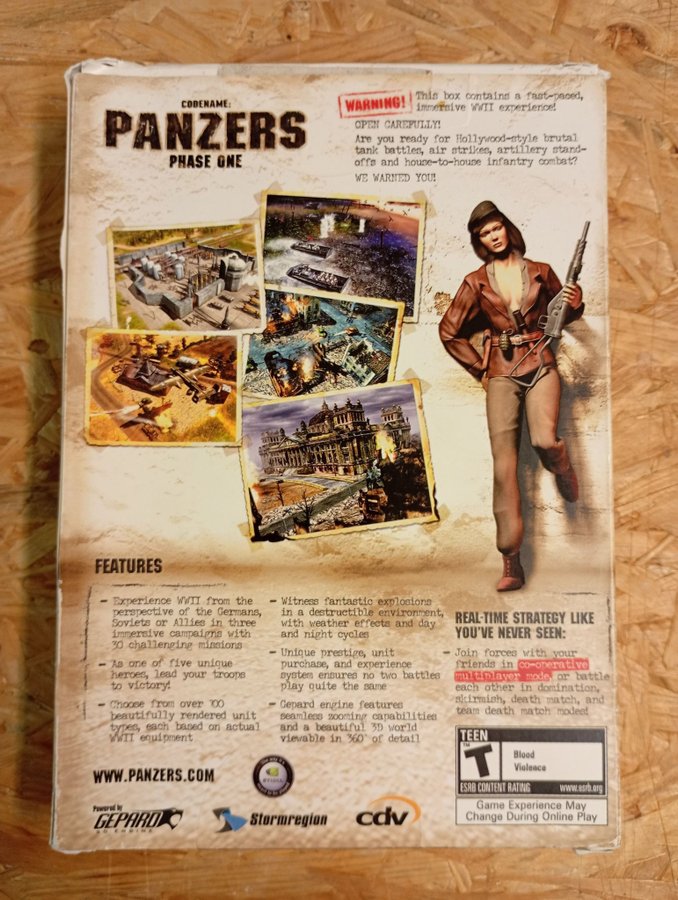 CODENAME:
PANZERS
PHASE ONE
WARNING! This box contains a fast-paced,
immersive WWII experience!
OPEN CAREFULLY!
Are you ready for Hollywood-style brutal
tank battles, air strikes, artillery stand-
offs and house-to-house infantry combat?
WE WARNED YOU!
FEATURES
- Experience WWII from the
perspective of the Germans,
Soviets or Allies in three
immersive campaigns with
30 challenging missions
- As one of five unique
heroes, lead your troops
to victory!
- Choose from over 100
beautifully rendered unit
types, each based on actual
WWII equipment
- Witness fantastic explosions
in a destructible environment,
with weather effects and day
and night cycles
- Unique prestige, unit
purchase, and experience
system ensures no two battles
play quite the same
- Gepard engine features
seamless zooming capabilities
and a beautiful 3D world
viewable in 360° of detail
REAL-TIME STRATEGY LIKE
YOU'VE NEVER SEEN:
- Join forces with your
friends in co-operative
multiplayer mode, or battle
each other in domination,
skirmish, death match, and
team death match modes!
TEEN
T
TM
Blood
Violence
ESRB CONTENT RATING www.esrb.org
Game Experience May
Change During Online Play
WWW.PANZERS.COM
Powered by
GEPARD
3D ENGINE
Stormregion
cdv